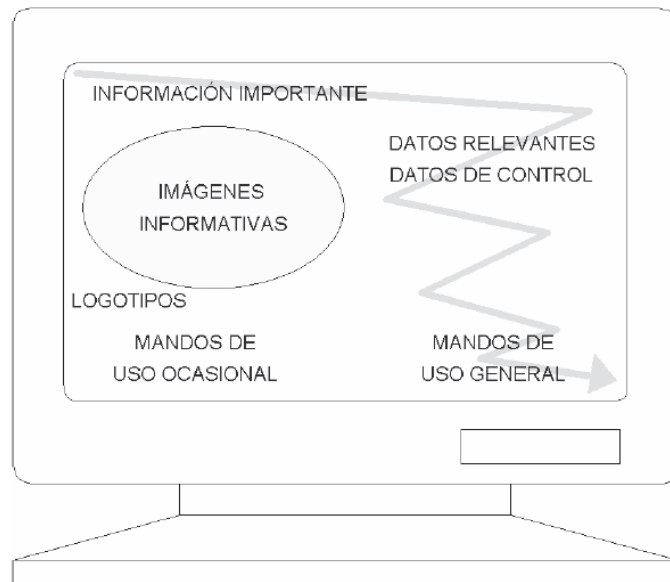 INFORMACIÓN IMPORTANTE
DATOS RELEVANTES
DATOS DE CONTROL
IMÁGENES
INFORMATIVAS
LOGOTIPOS
MANDOS DE
USO OCASIONAL
MANDOS DE
USO GENERAL